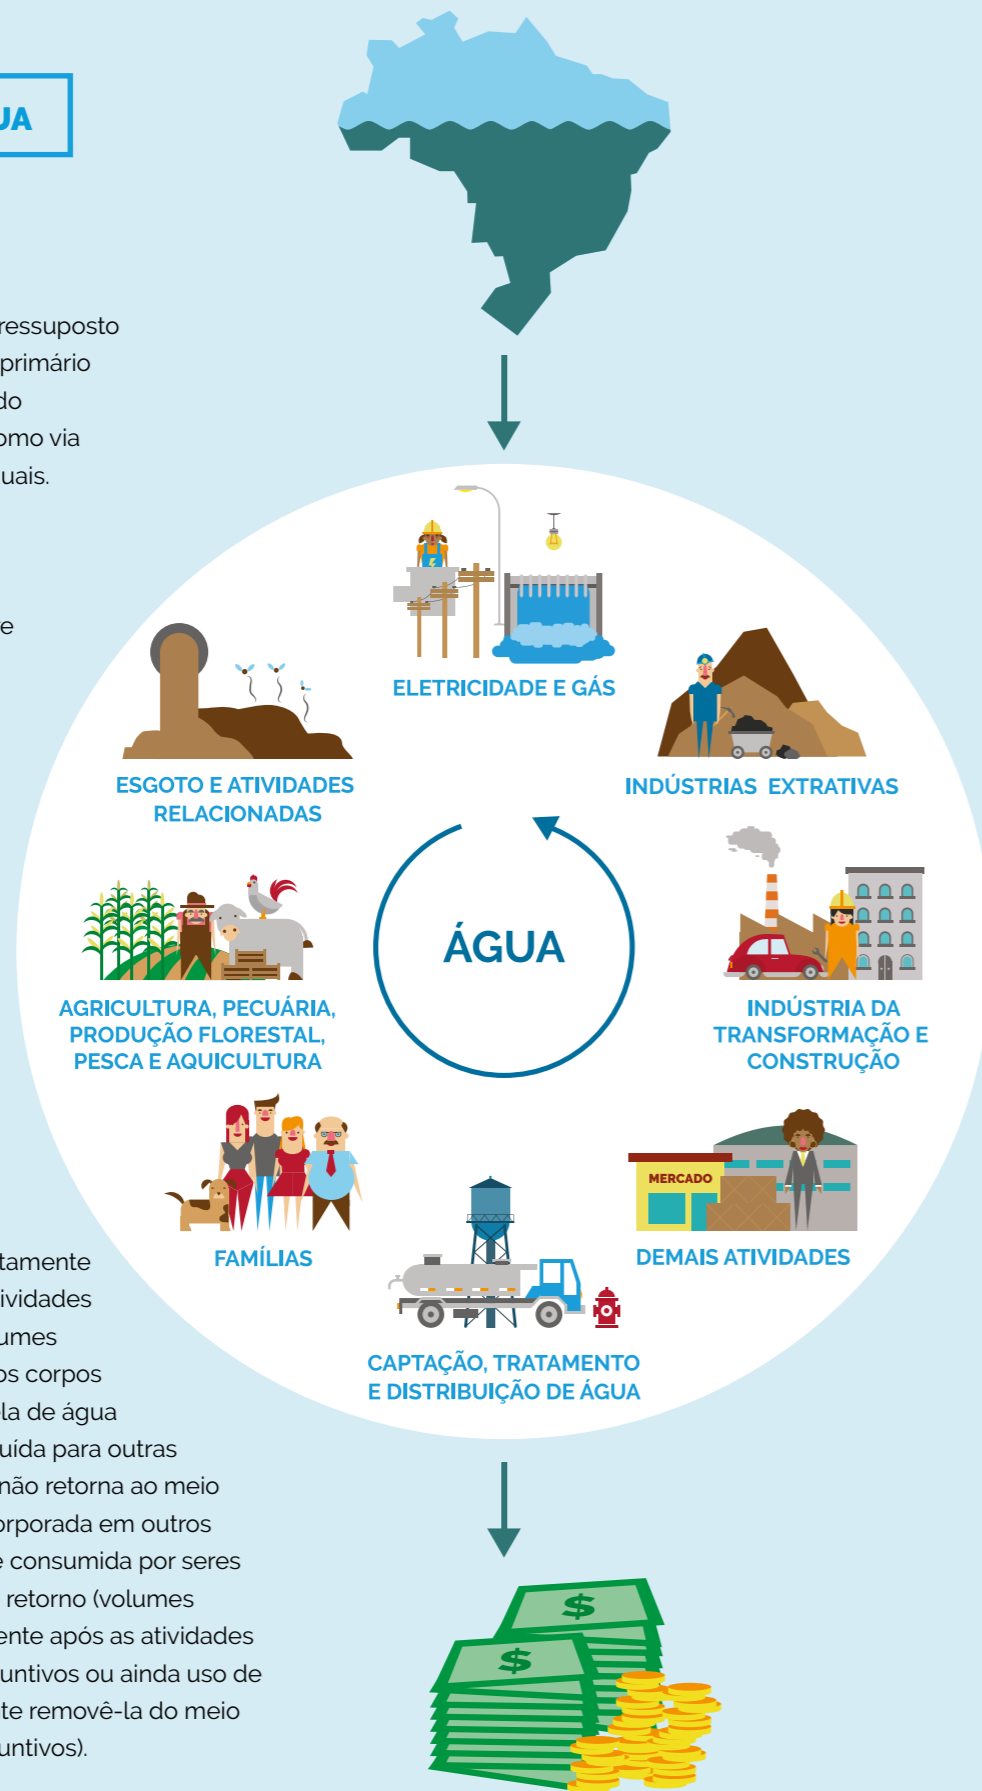 UA
ressuposto
primário
do
omo via
uais.
re
ELETRICIDADE E GÁS
INDÚSTRIAS EXTRATIVAS
ESGOTO E ATIVIDADES
RELACIONADAS
ÁGUA
AGRICULTURA, PECUÁRIA,
PRODUÇÃO FLORESTAL,
PESCA E AQUICULTURA
INDÚSTRIA DA
TRANSFORMAÇÃO E
CONSTRUÇÃO
MERCADO
FAMÍLIAS
DEMAIS ATIVIDADES
CAPTAÇÃO, TRATAMENTO
E DISTRIBUIÇÃO DE ÁGUA
tamente
ividades
umes
os corpos
la de água
uída para outras
não retorna ao meio
orporada em outros
e consumida por seres
retorno (volumes
ente após as atividades
untivos ou ainda uso de
te removê-la do meio
untivos).
$
$